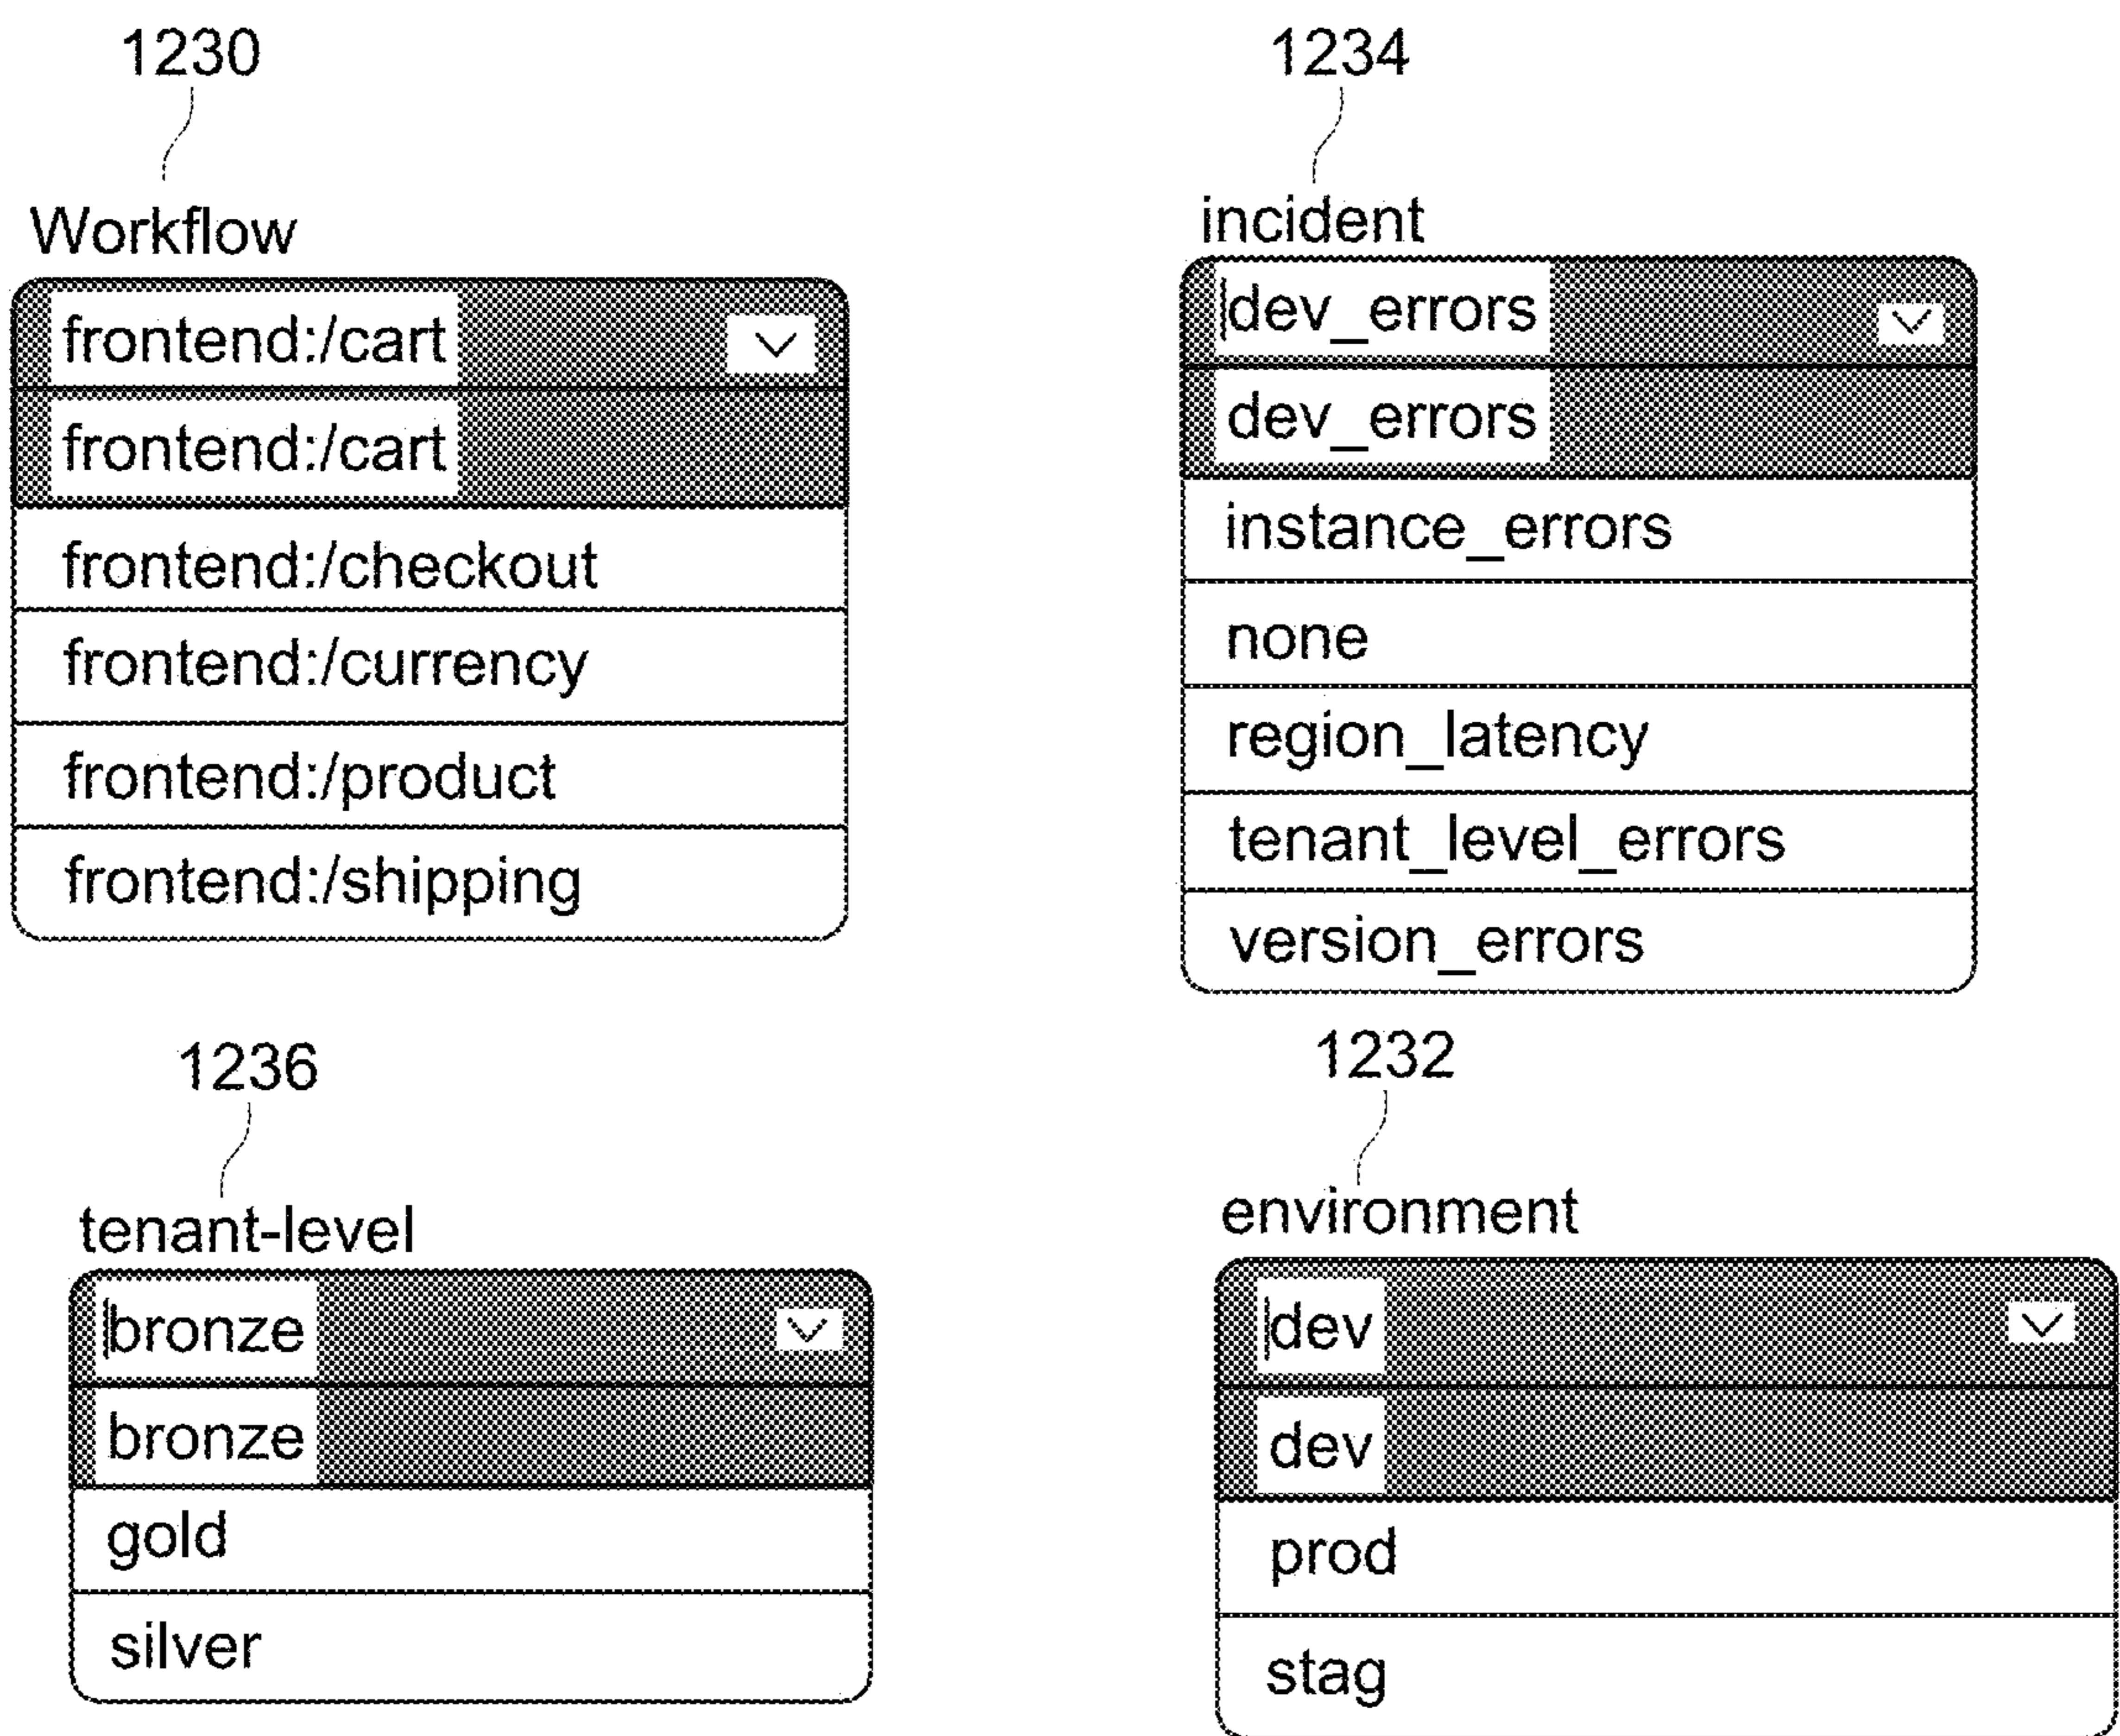 1230
Workflow
frontend:/cart
frontend:/cart
frontend:/checkout
frontend:/currency
frontend:/product
frontend:/shipping
1234
incident
dev_errors
dev_errors
instance_errors
none
region_latency
tenant_level_errors
version_errors
1236
tenant-level
bronze
bronze
gold
silver
1232
environment
dev
dev
prod
stag